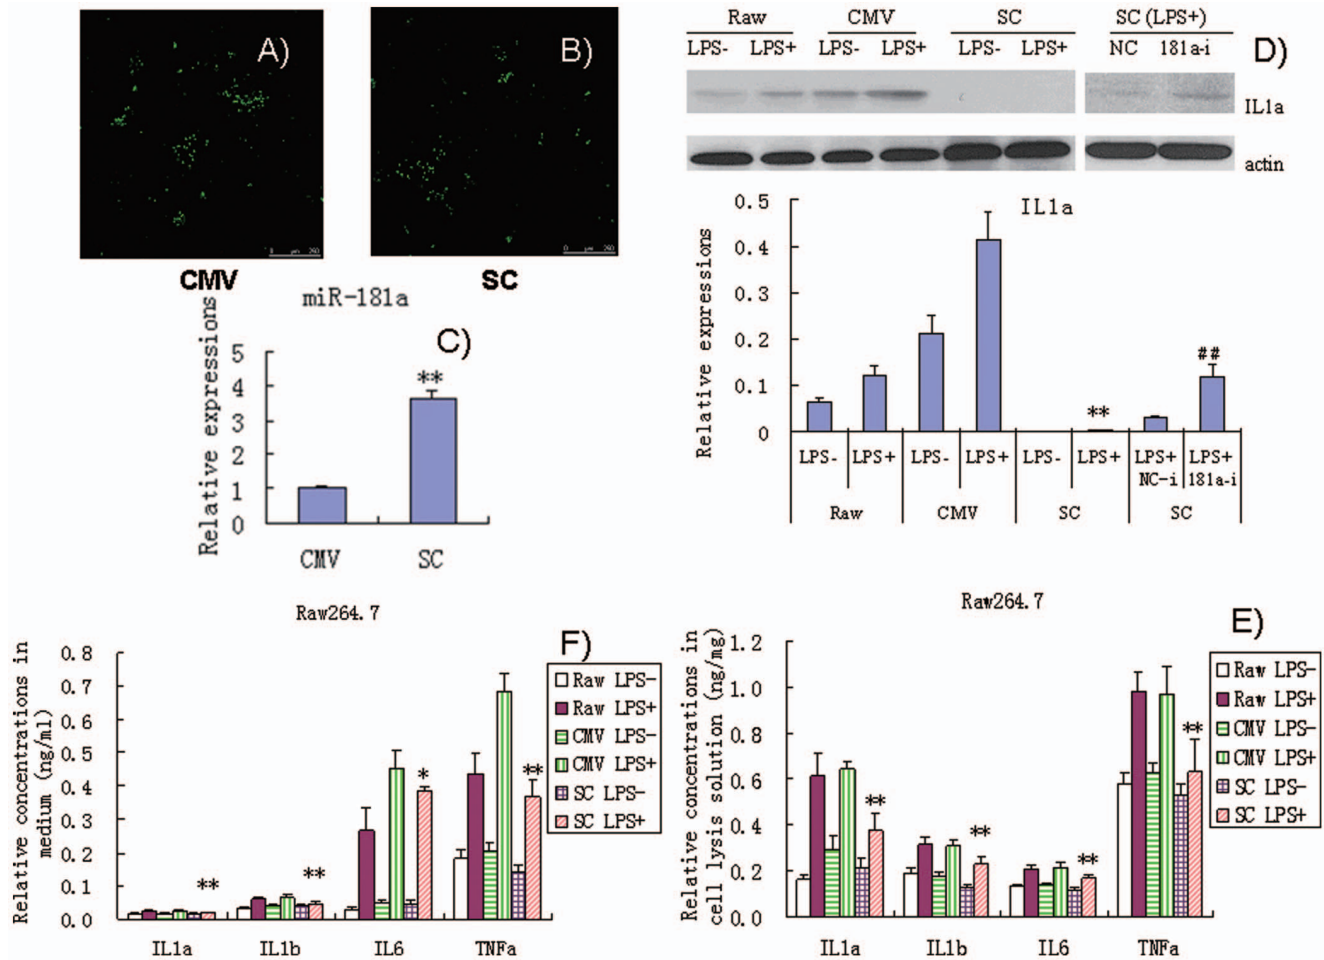 A)
B)
0 μm 250
0 μm 250
CMV
SC
miR-181a
C)
Relative expressions
5
4
3
2
1
0
**
CMV
SC
Raw
CMV
SC
SC (LPS+)
LPS- LPS+ LPS- LPS+ LPS- LPS+ NC 181a-i
D)
IL1a
actin
IL1a
Relative expressions
0.5
0.4
0.3
0.2
0.1
0
**
##
LPS- LPS+ LPS- LPS+ LPS- LPS+ LPS+ LPS+
NC-i 181a-i
Raw CMV SC SC
Raw264.7
F)
Relative concentrations in
medium (ng/ml)
0.8
0.7
0.6
0.5
0.4
0.3
0.2
0.1
0.0
**
**
*
**
IL1a IL1b IL6 TNFa
Raw LPS-
Raw LPS+
CMV LPS-
CMV LPS+
SC LPS-
SC LPS+
Raw264.7
E)
Relative concentrations in
cell lysis solution (ng/mg)
1.2
1.0
0.8
0.6
0.4
0.2
0.0
**
**
**
**
IL1a IL1b IL6 TNFa
Raw LPS-
Raw LPS+
CMV LPS-
CMV LPS+
SC LPS-
SC LPS+